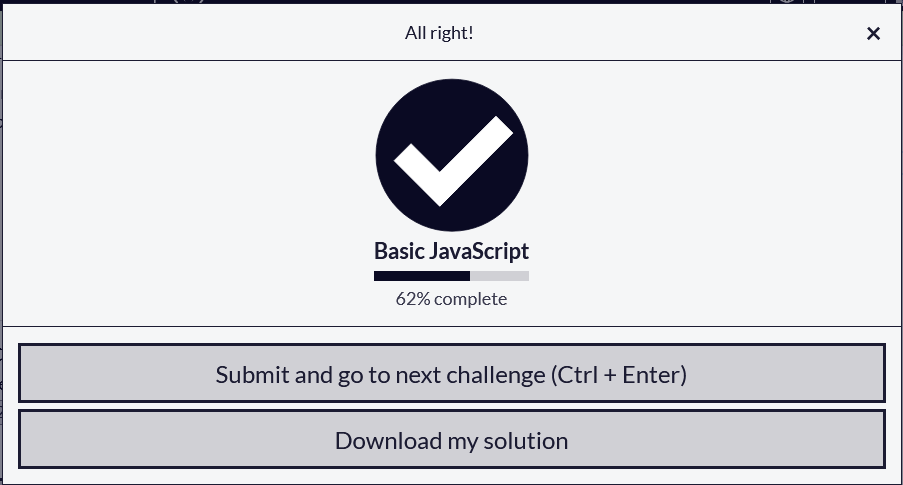 All right!
×
Basic JavaScript
62% complete
Submit and go to next challenge (Ctrl + Enter)
Download my solution